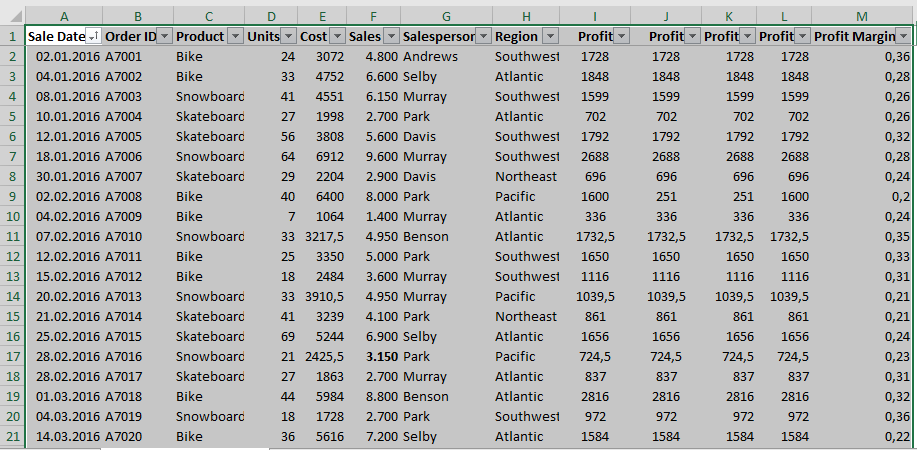 A B C D E F G H I J K L M
1 Sale Date Order ID Product Units Cost Sales Salesperson Region Profit Profit Profit Profit Profit Margin
2 02.01.2016 A7001 Bike 24 3072 4.800 Andrews Southwest 1728 1728 1728 1728 0,36
3 04.01.2016 A7002 Bike 33 4752 6.600 Selby Atlantic 1848 1848 1848 1848 0,28
4 08.01.2016 A7003 Snowboard 41 4551 6.150 Murray Southwest 1599 1599 1599 1599 0,26
5 10.01.2016 A7004 Skateboard 27 1998 2.700 Park Atlantic 702 702 702 702 0,26
6 12.01.2016 A7005 Skateboard 56 3808 5.600 Davis Southwest 1792 1792 1792 1792 0,32
7 18.01.2016 A7006 Snowboard 64 6912 9.600 Murray Southwest 2688 2688 2688 2688 0,28
8 30.01.2016 A7007 Skateboard 29 2204 2.900 Davis Northeast 696 696 696 696 0,24
9 02.02.2016 A7008 Bike 40 6400 8.000 Park Pacific 1600 251 251 1600 0,2
10 04.02.2016 A7009 Bike 7 1064 1.400 Murray Atlantic 336 336 336 336 0,24
11 07.02.2016 A7010 Snowboard 33 3217,5 4.950 Benson Atlantic 1732,5 1732,5 1732,5 1732,5 0,35
12 12.02.2016 A7011 Bike 25 3350 5.000 Park Southwest 1650 1650 1650 1650 0,33
13 15.02.2016 A7012 Bike 18 2484 3.600 Murray Southwest 1116 1116 1116 1116 0,31
14 20.02.2016 A7013 Snowboard 33 3910,5 4.950 Murray Pacific 1039,5 1039,5 1039,5 1039,5 0,21
15 21.02.2016 A7014 Skateboard 41 3239 4.100 Park Northeast 861 861 861 861 0,21
16 25.02.2016 A7015 Skateboard 69 5244 6.900 Selby Atlantic 1656 1656 1656 1656 0,24
17 28.02.2016 A7016 Snowboard 21 2425,5 3.150 Park Pacific 724,5 724,5 724,5 724,5 0,23
18 28.02.2016 A7017 Skateboard 27 1863 2.700 Murray Atlantic 837 837 837 837 0,31
19 01.03.2016 A7018 Bike 44 5984 8.800 Benson Atlantic 2816 2816 2816 2816 0,32
20 04.03.2016 A7019 Snowboard 18 1728 2.700 Park Southwest 972 972 972 972 0,36
21 14.03.2016 A7020 Bike 36 5616 7.200 Selby Atlantic 1584 1584 1584 1584 0,22